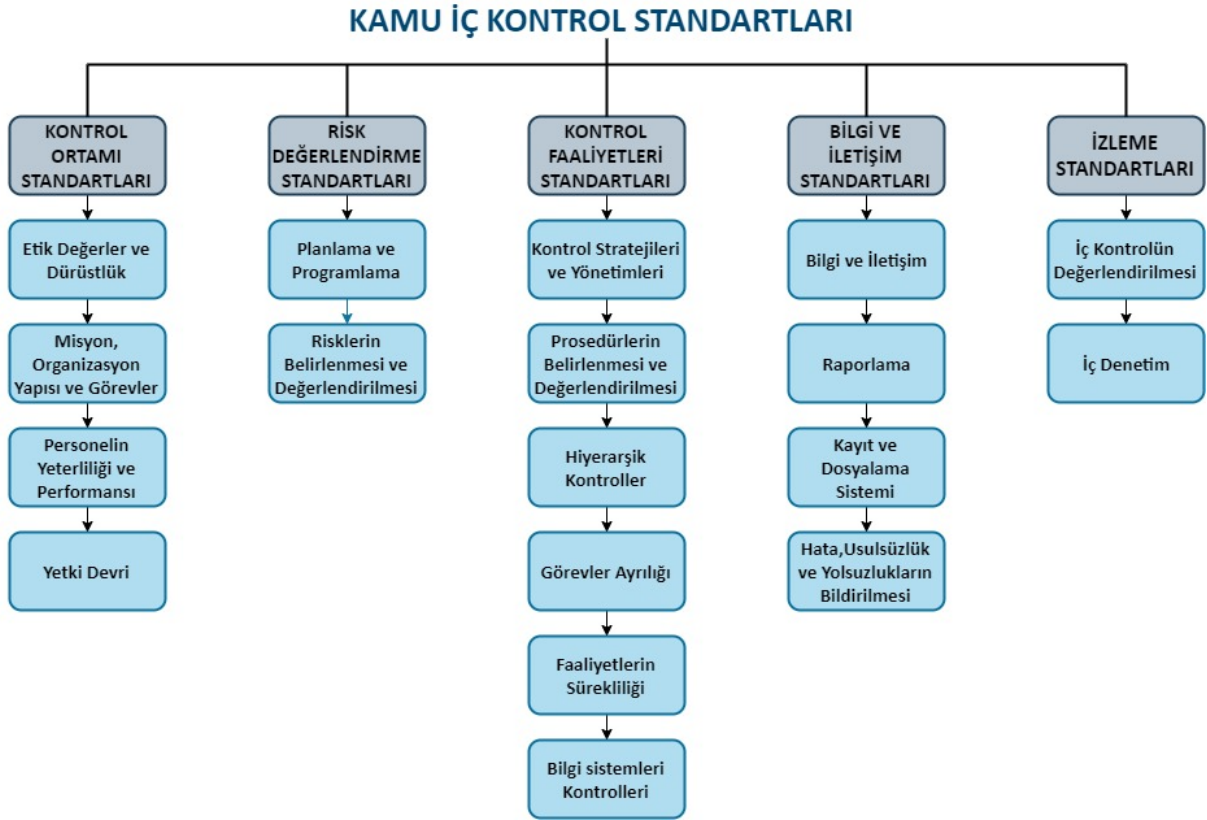 KAMU İÇ KONTROL STANDARTLARI
KONTROL
ORTAMI
STANDARTLARI
Etik Değerler ve
Dürüstlük
Misyon,
Organizasyon
Yapısı ve Görevler
Personelin
Yeterliliği ve
Performansı
Yetki Devri
RİSK
DEĞERLENDİRME
STANDARTLARI
Planlama ve
Programlama
Risklerin
Belirlenmesi ve
Değerlendirilmesi
KONTROL
FAALİYETLERİ
STANDARTLARI
Kontrol Stratejileri
ve Yönetimleri
Prosedürlerin
Belirlenmesi ve
Değerlendirilmesi
Hiyerarşik
Kontroller
Görevler Ayrılığı
Faaliyetlerin
Sürekliliği
Bilgi sistemleri
Kontrolleri
BİLGİ VE
İLETİŞİM
STANDARTLARI
Bilgi ve İletişim
Raporlama
Kayıt ve
Dosyalama
Sistemi
Hata,Usulsüzlük
ve Yolsuzlukların
Bildirilmesi
İZLEME
STANDARTLARI
İç Kontrolün
Değerlendirilmesi
İç Denetim